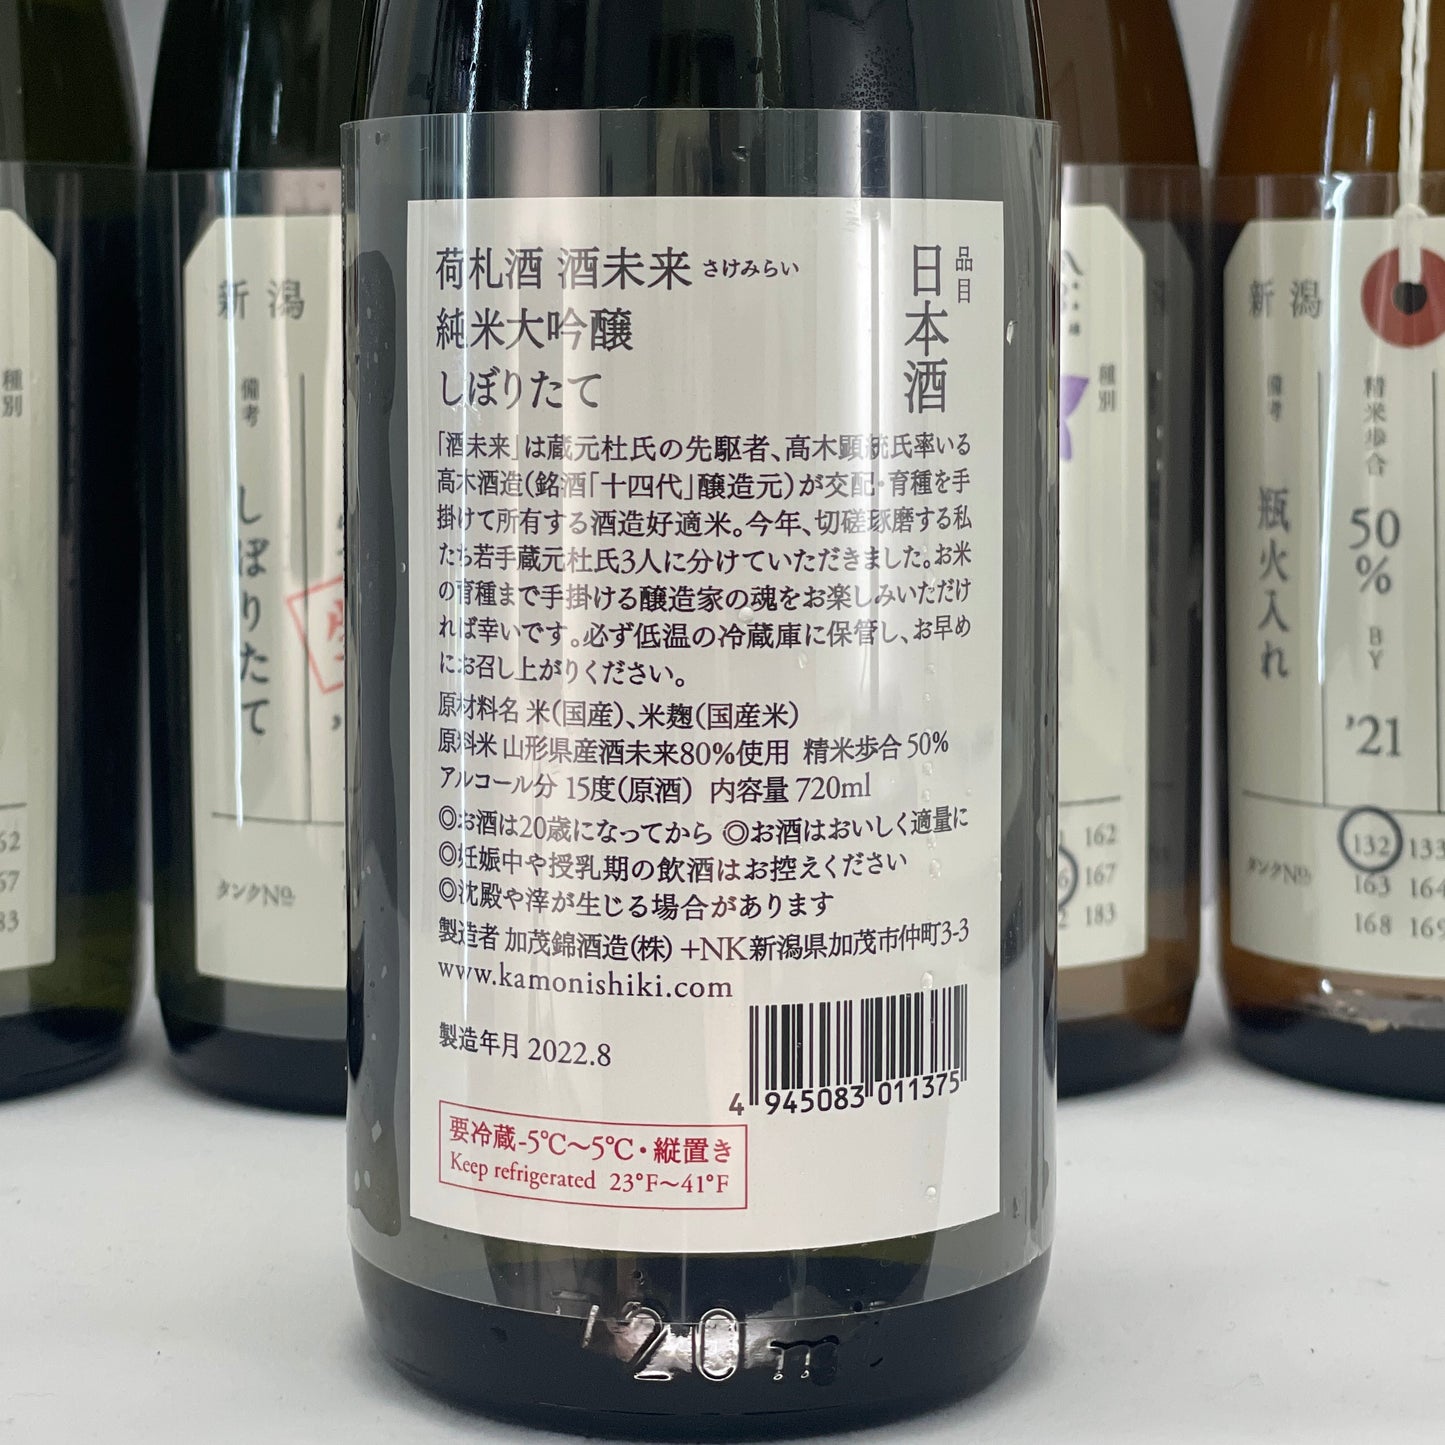 荷札酒 酒未来 さけみらい
純米大吟醸
しぼりたて
品目
日本酒
「酒未来」は蔵元杜氏の先駆者、高木顕統氏率いる
高木酒造(銘酒「十四代」醸造元)が交配・育種を手
掛けて所有する酒造好適米。今年、切磋琢磨する私
たち若手蔵元杜氏3人に分けていただきました。お米
の育種まで手掛ける醸造家の魂をお楽しみいただけ
れば幸いです。必ず低温の冷蔵庫に保管し、お早め
にお召し上がりください。
原材料名 米(国産)、米麹(国産米)
原料米 山形県産酒未来80%使用 精米歩合 50%
アルコール分 15度(原酒) 内容量 720ml
◎お酒は20歳になってから ◎お酒はおいしく適量に
◎妊娠中や授乳期の飲酒はお控えください
◎沈殿や滓が生じる場合があります
製造者 加茂錦酒造(株) +NK 新潟県加茂市仲町3-3
www.kamonishiki.com
製造年月 2022.8
4 945083 011375
要冷蔵-5℃~5℃・縦置き
Keep refrigerated 23°F~41°F
720m
種別
新潟
備考
しぼりたて
タンクNo
種別
162
167
183
新潟
備考
瓶火入れ
精米歩合
50%
BY
'21
タンクNo
132 133
163 164
168 169